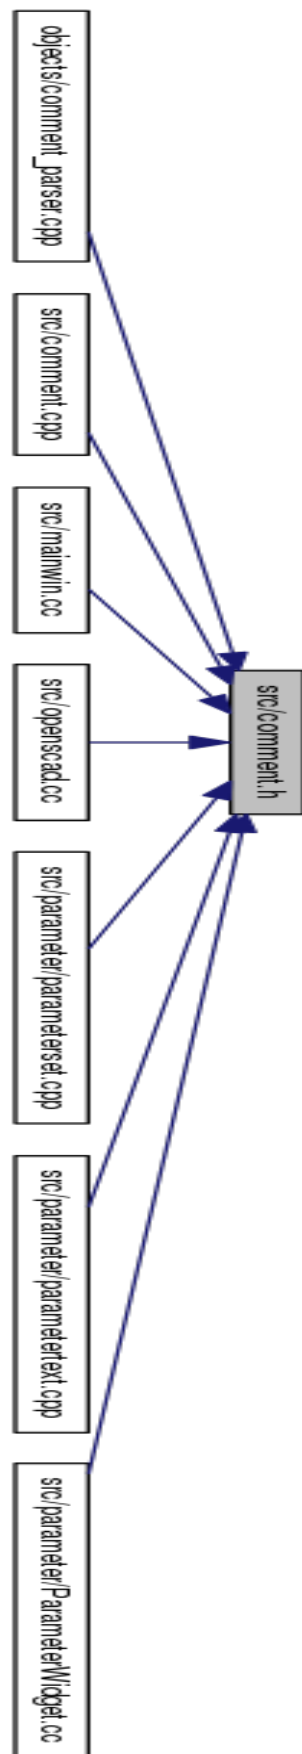 src/comment.h
objects/comment_parser.cpp
src/comment.cpp
src/mainwin.cc
src/openscad.cc
src/parameter/parameterset.cpp
src/parameter/parametertext.cpp
src/parameter/ParameterWidget.cc